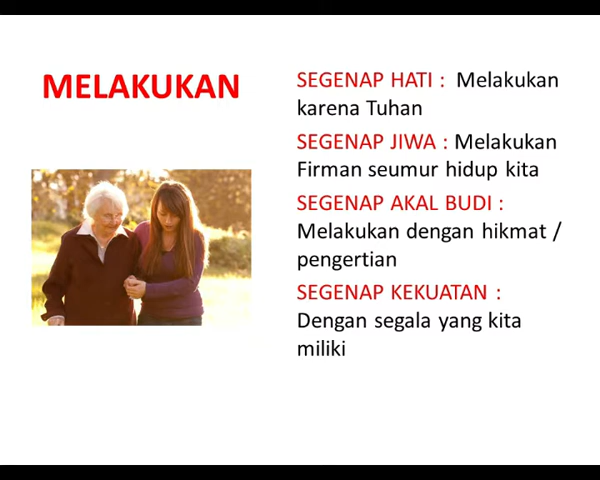 MELAKUKAN
SEGENAP HATI : Melakukan
karena Tuhan
SEGENAP JIWA : Melakukan
Firman seumur hidup kita
SEGENAP AKAL BUDI :
Melakukan dengan hikmat /
pengertian
SEGENAP KEKUATAN :
Dengan segala yang kita
miliki